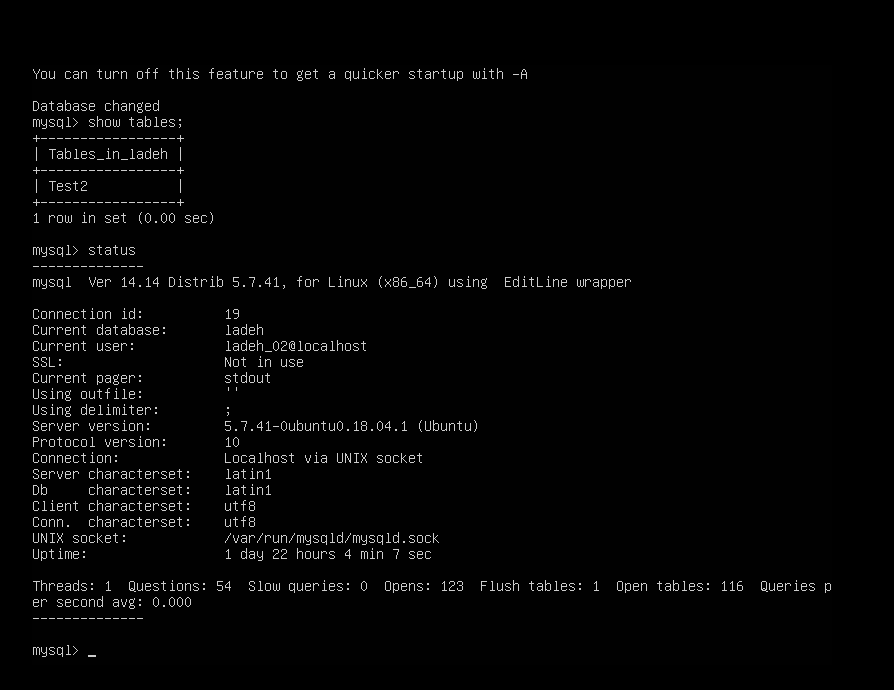 You can turn off this feature to get a quicker startup with -A
Database changed
mysql> show tables;
+-----------------+
| Tables_in_ladeh |
+-----------------+
| Test2           |
+-----------------+
1 row in set (0.00 sec)
mysql> status
--------------
mysql  Ver 14.14 Distrib 5.7.41, for Linux (x86_64) using  EditLine wrapper
Connection id:          19
Current database:       ladeh
Current user:           ladeh_02@localhost
SSL:                    Not in use
Current pager:          stdout
Using outfile:          ''
Using delimiter:        ;
Server version:         5.7.41-0ubuntu0.18.04.1 (Ubuntu)
Protocol version:       10
Connection:             Localhost via UNIX socket
Server characterset:    latin1
Db     characterset:    latin1
Client characterset:    utf8
Conn.  characterset:    utf8
UNIX socket:            /var/run/mysqld/mysqld.sock
Uptime:                 1 day 22 hours 4 min 7 sec
Threads: 1  Questions: 54  Slow queries: 0  Opens: 123  Flush tables: 1  Open tables: 116  Queries p
er second avg: 0.000
--------------
mysql> _